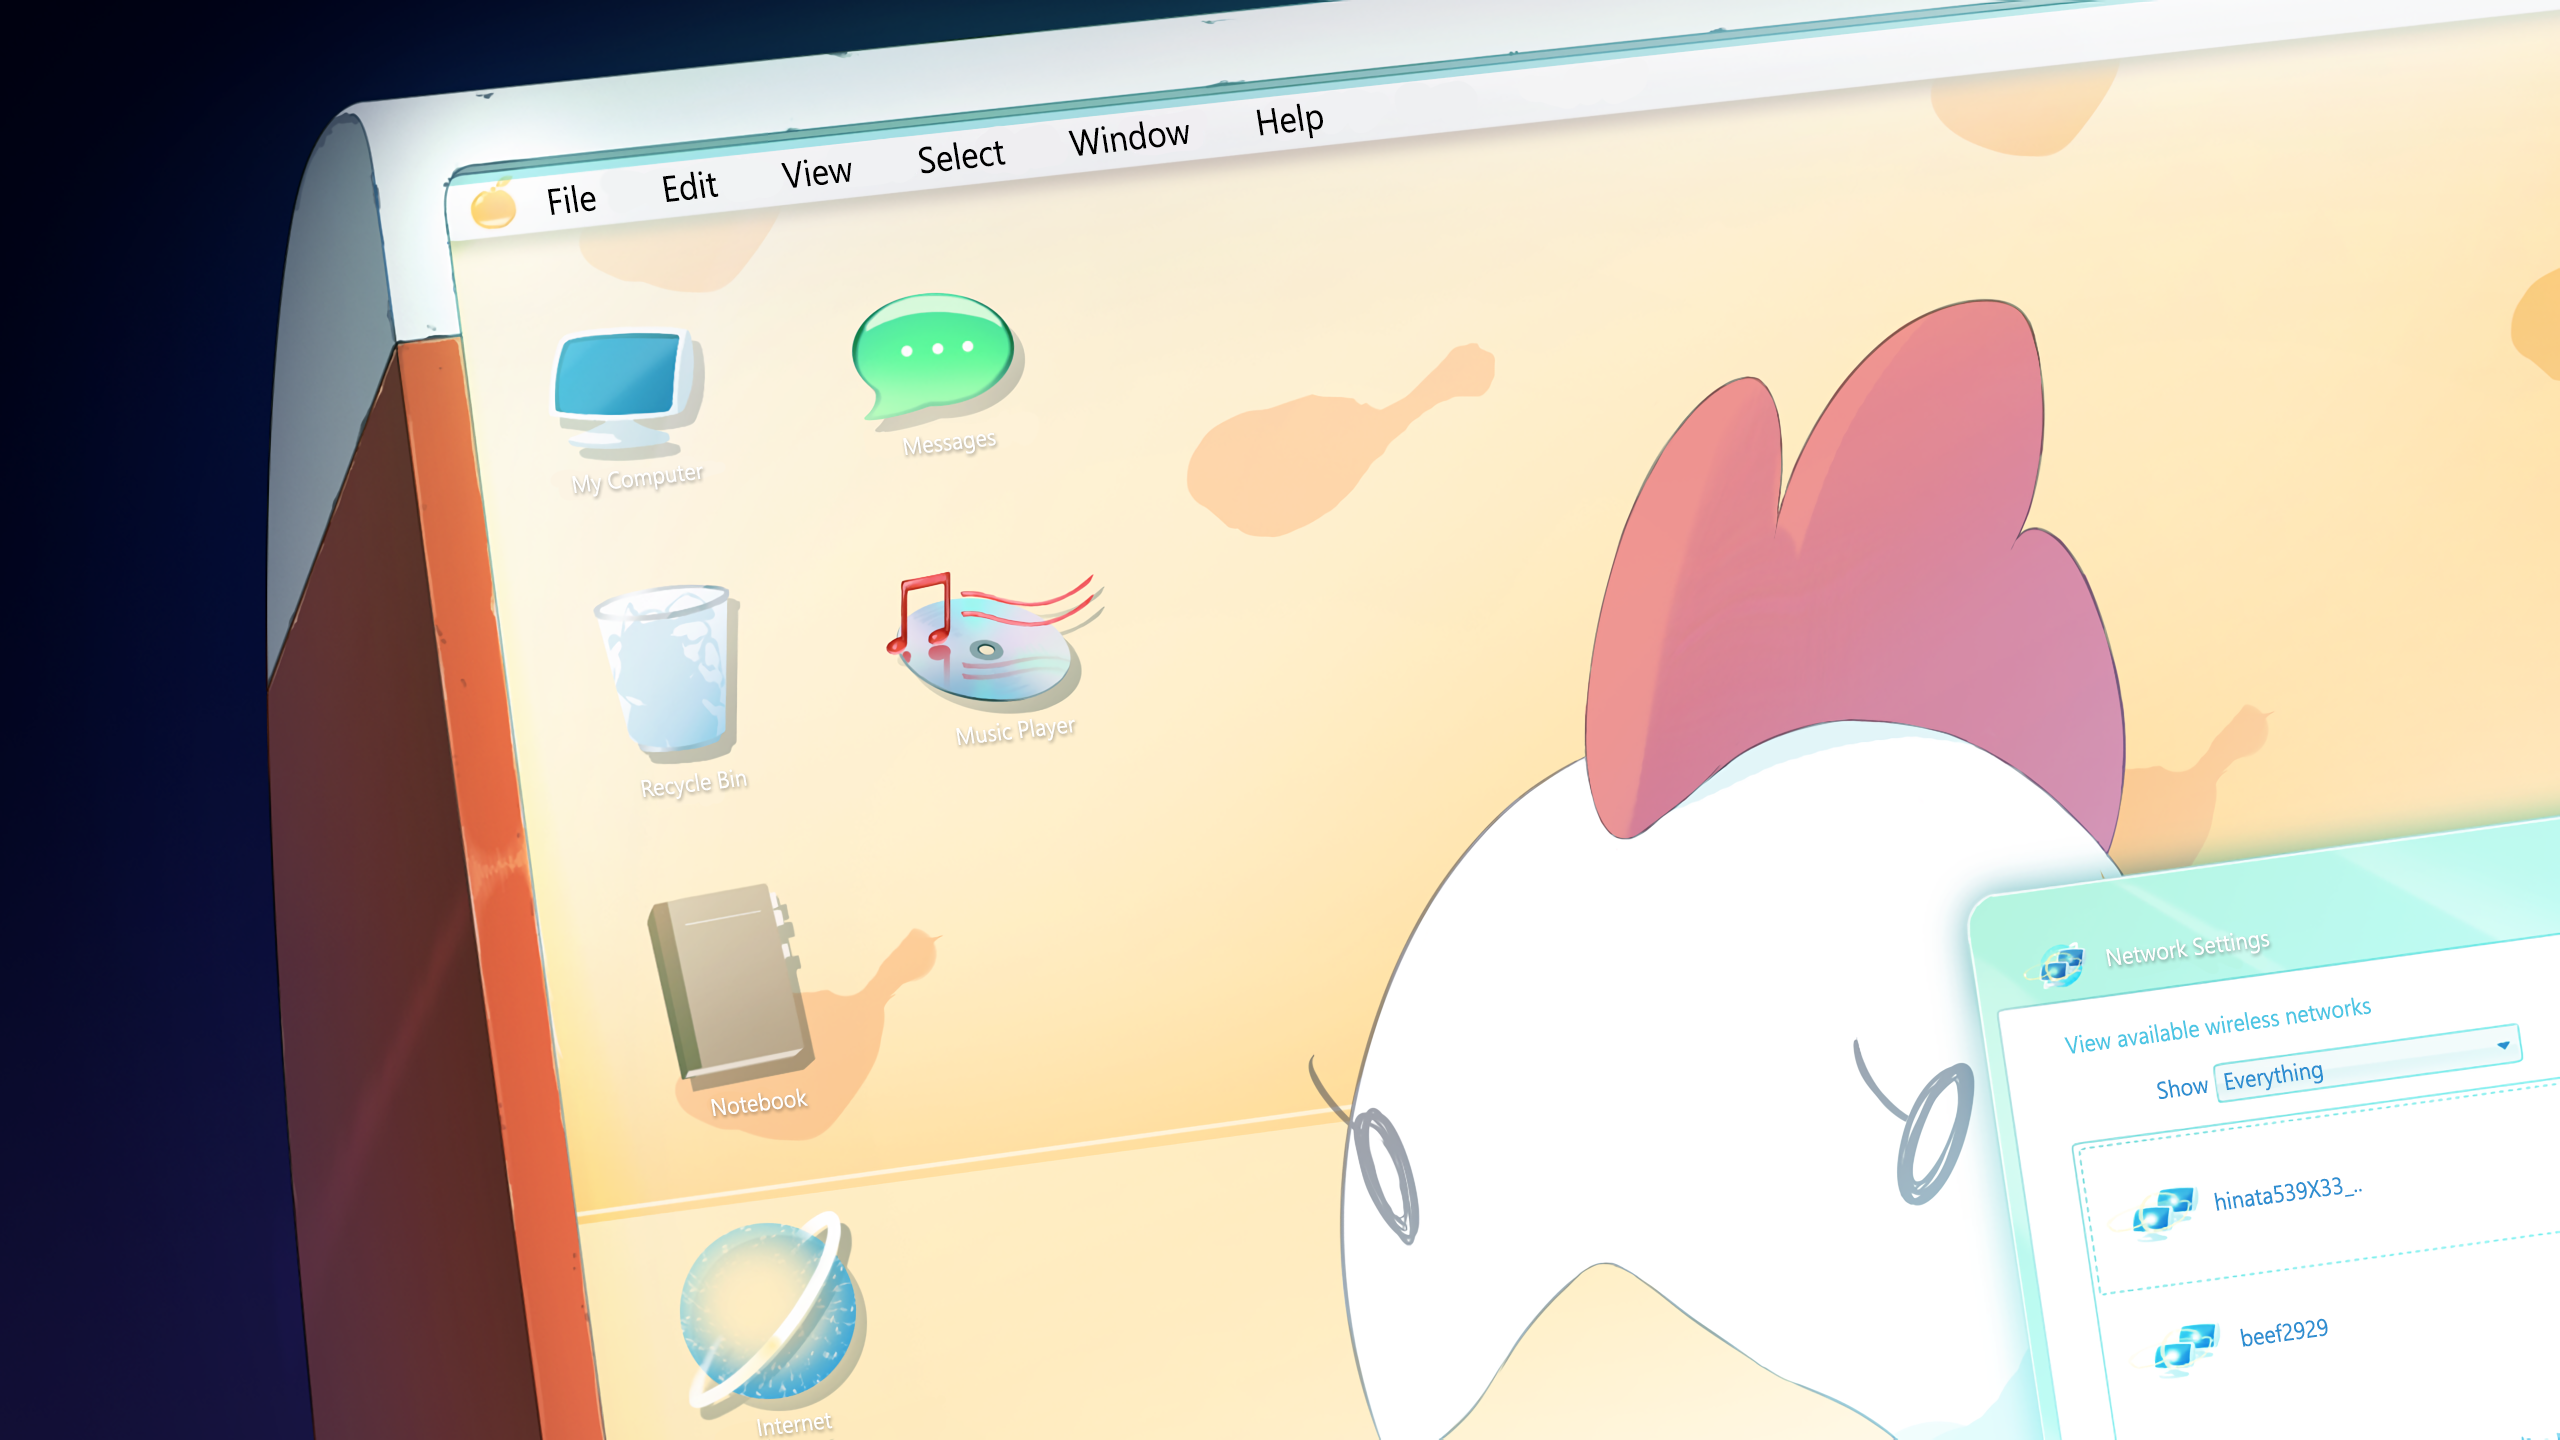 File Edit View Select Window Help
My Computer
Messages
Recycle Bin
Music Player
Notebook
Internet
Network Settings
View available wireless networks
Show Everything
hinata539X33_..
beef2929